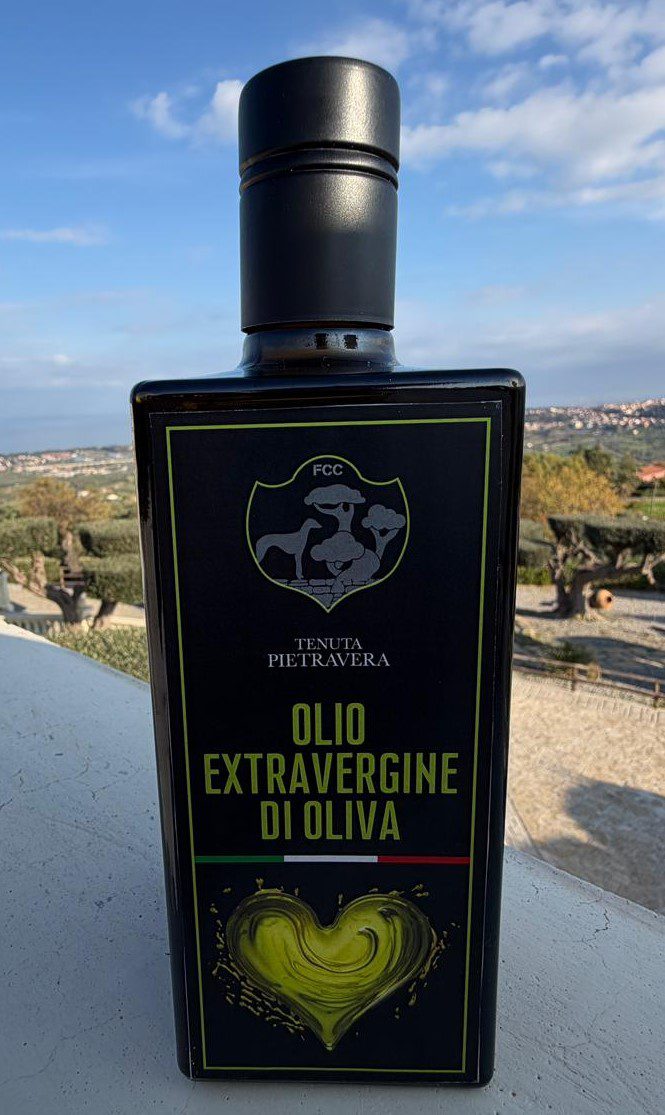 FCC
TENUTA
PIETRAVERA
OLIO
EXTRAVERGINE
DI OLIVA